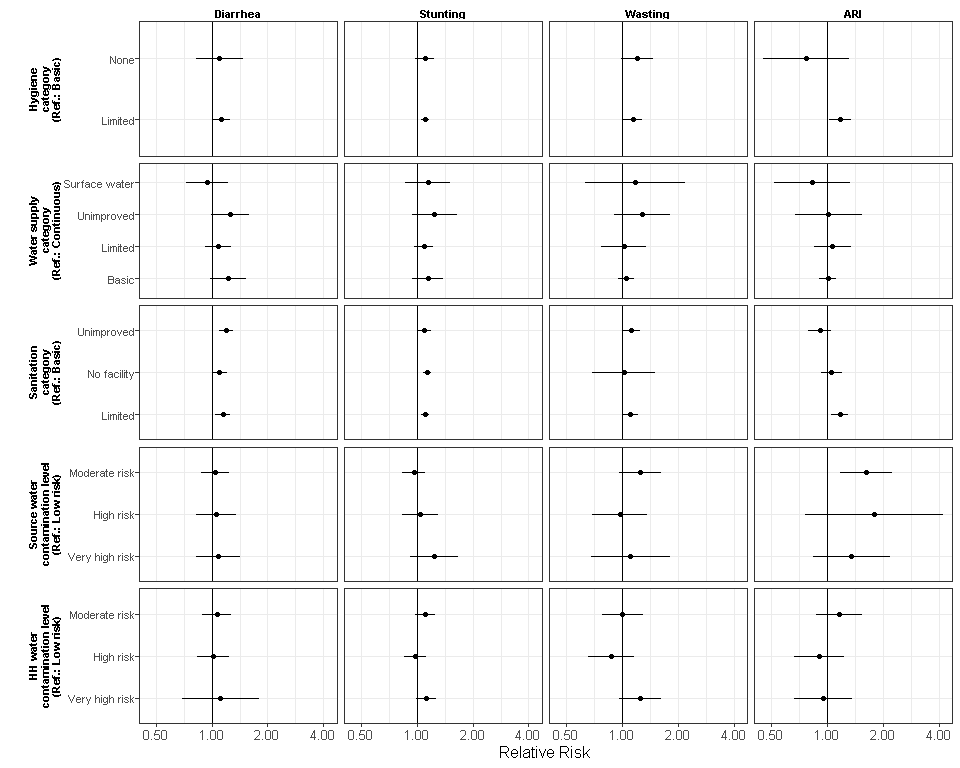 Diarrhea Stunting Wasting ARI
Hygiene
category
(Ref.: Basic)
None
Limited
Water supply
category
(Ref.: Continuous)
Surface water
Unimproved
Limited
Basic
Sanitation
category
(Ref.: Basic)
Unimproved
No facility
Limited
Source water
contamination level
(Ref.: Low risk)
Moderate risk
High risk
Very high risk
HH water
contamination level
(Ref.: Low risk)
Moderate risk
High risk
Very high risk
0.50 1.00 2.00 4.00 0.50 1.00 2.00 4.00 0.50 1.00 2.00 4.00 0.50 1.00 2.00 4.00
Relative Risk